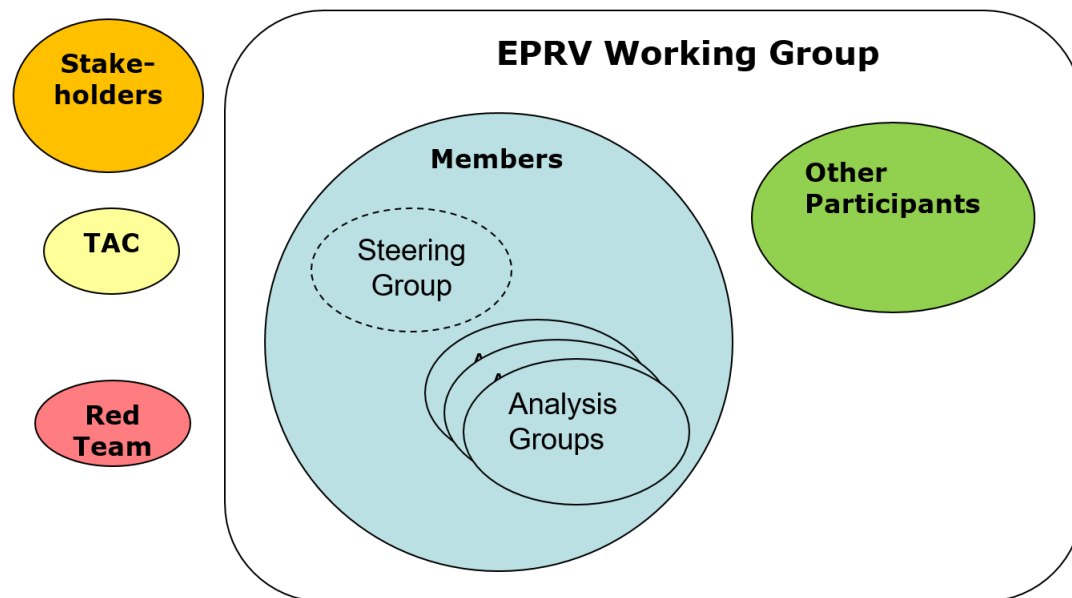 Stake-
holders
EPRV Working Group
Members
Other
Participants
TAC
Steering
Group
Analysis
Groups
Red
Team